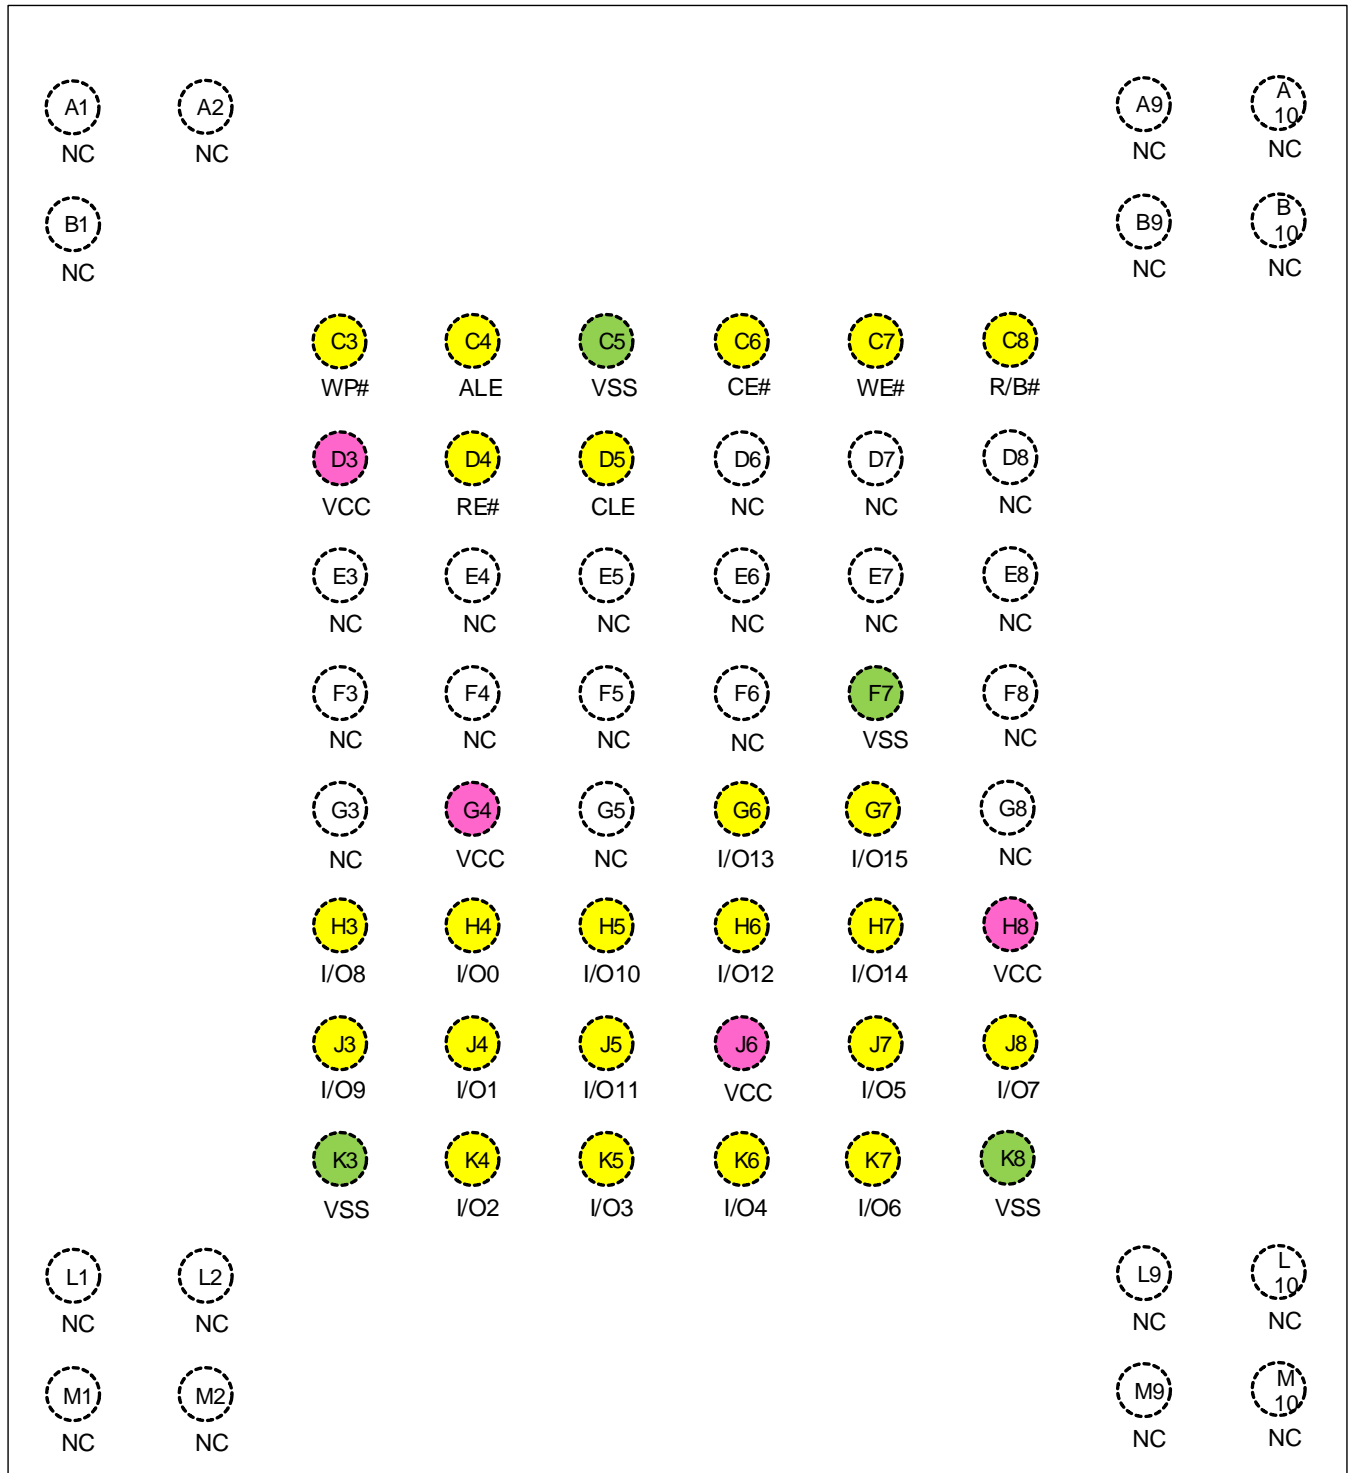 A1 A2 A9 A
10
NC NC NC NC
B1 B9 B
10
NC NC NC
C3 C4 C5 C6 C7 C8
WP# ALE VSS CE# WE# R/B#
D3 D4 D5 D6 D7 D8
VCC RE# CLE NC NC NC
E3 E4 E5 E6 E7 E8
NC NC NC NC NC NC
F3 F4 F5 F6 F7 F8
NC NC NC NC VSS NC
G3 G4 G5 G6 G7 G8
NC VCC NC I/O13 I/O15 NC
H3 H4 H5 H6 H7 H8
I/O8 I/O0 I/O10 I/O12 I/O14 VCC
J3 J4 J5 J6 J7 J8
I/O9 I/O1 I/O11 VCC I/O5 I/O7
K3 K4 K5 K6 K7 K8
VSS I/O2 I/O3 I/O4 I/O6 VSS
L1 L2 L9 L
10
NC NC NC NC
M1 M2 M9 M
10
NC NC NC NC